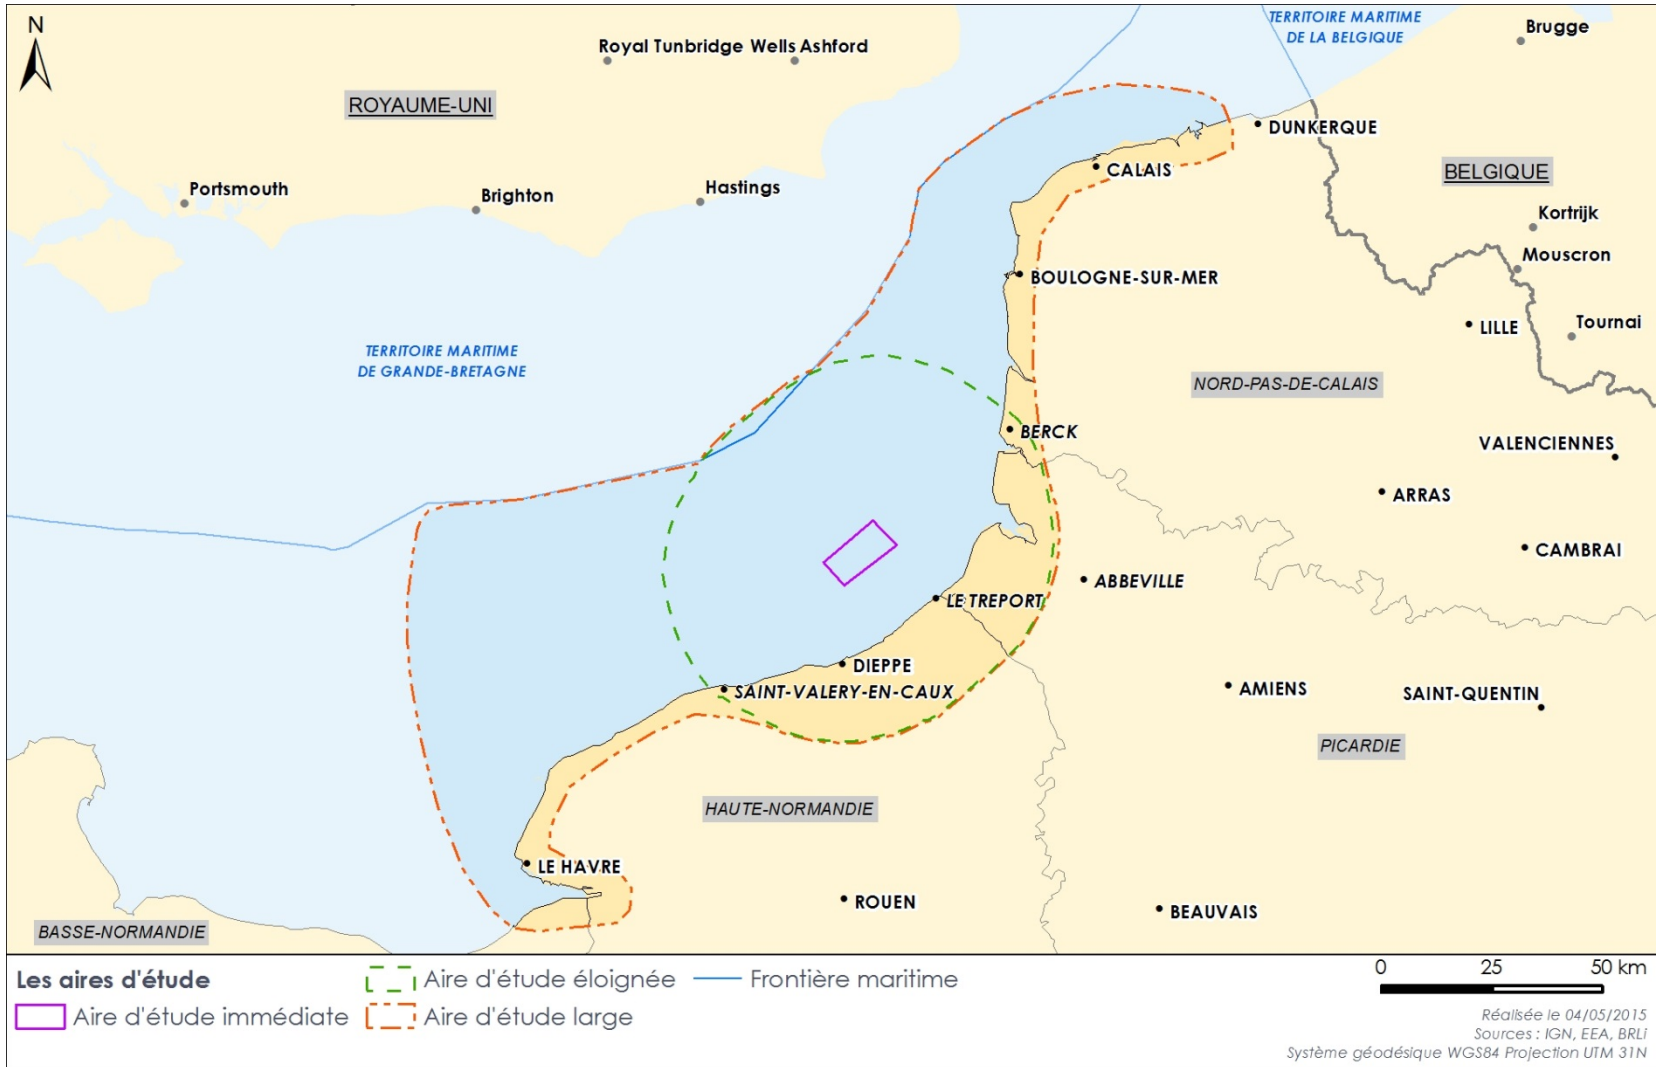 N
TERRITOIRE MARITIME
DE LA BELGIQUE
Brugge
Royal Tunbridge Wells Ashford
ROYAUME-UNI
DUNKERQUE
CALAIS
BELGIQUE
Portsmouth
Brighton
Hastings
Kortrijk
Mouscron
BOULOGNE-SUR-MER
LILLE
Tournai
TERRITOIRE MARITIME
DE GRANDE-BRETAGNE
NORD-PAS-DE-CALAIS
BERCK
VALENCIENNES
ARRAS
CAMBRAI
ABBEVILLE
LE TREPORT
DIEPPE
SAINT-VALERY-EN-CAUX
AMIENS
SAINT-QUENTIN
PICARDIE
HAUTE-NORMANDIE
LE HAVRE
ROUEN
BEAUVAIS
BASSE-NORMANDIE
Les aires d'étude
Aire d'étude immédiate
Aire d'étude éloignée
Aire d'étude large
Frontière maritime
0 25 50 km
Réalisée le 04/05/2015
Sources : IGN, EEA, BRLi
Système géodésique WGS84 Projection UTM 31N